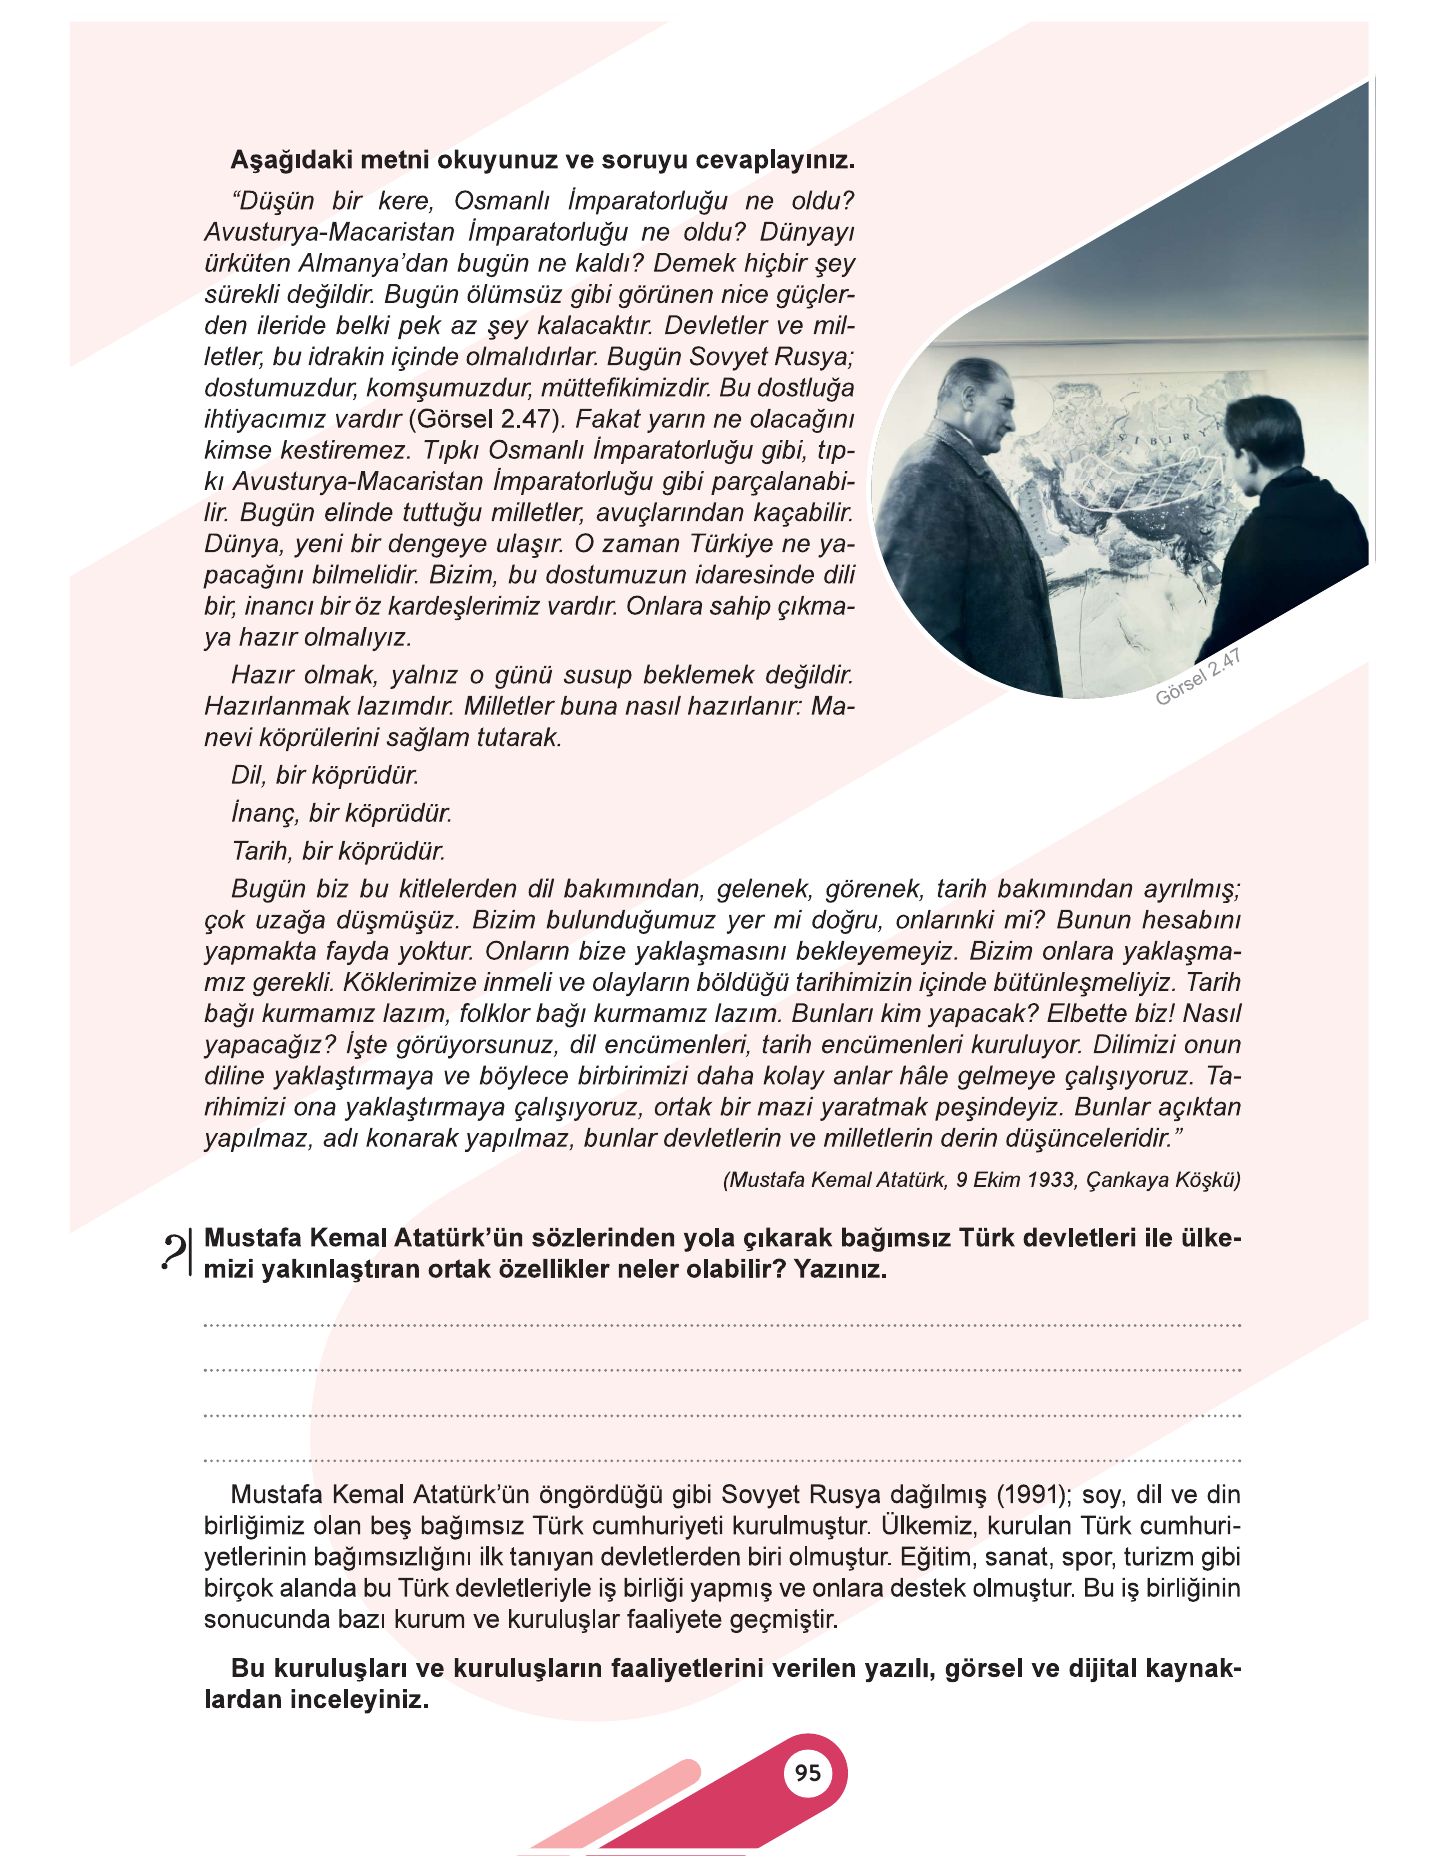 Aşağıdaki metni okuyunuz ve soruyu cevaplayınız.
“Düşün bir kere, Osmanlı İmparatorluğu ne oldu?
Avusturya-Macaristan İmparatorluğu ne oldu? Dünyayı
ürküten Almanya’dan bugün ne kaldı? Demek hiçbir şey
sürekli değildir. Bugün ölümsüz gibi görünen nice güçler-
den ileride belki pek az şey kalacaktır. Devletler ve mil-
letler, bu idrakin içinde olmalıdırlar. Bugün Sovyet Rusya;
dostumuzdur, komşumuzdur, müttefikimizdir. Bu dostluğa
ihtiyacımız vardır (Görsel 2.47). Fakat yarın ne olacağını
kimse kestiremez. Tıpkı Osmanlı İmparatorluğu gibi, tıp-
kı Avusturya-Macaristan İmparatorluğu gibi parçalanabi-
lir. Bugün elinde tuttuğu milletler, avuçlarından kaçabilir.
Dünya, yeni bir dengeye ulaşır. O zaman Türkiye ne ya-
pacağını bilmelidir. Bizim, bu dostumuzun idaresinde dili
bir, inancı bir öz kardeşlerimiz vardır. Onlara sahip çıkma-
ya hazır olmalıyız.
Hazır olmak, yalnız o günü susup beklemek değildir.
Hazırlanmak lazımdır. Milletler buna nasıl hazırlanır: Ma-
nevi köprülerini sağlam tutarak.
Dil, bir köprüdür.
İnanç, bir köprüdür.
Tarih, bir köprüdür.
SIBIRYA
Görsel 2.47
Bugün biz bu kitlelerden dil bakımından, gelenek, görenek, tarih bakımından ayrılmış;
çok uzağa düşmüşüz. Bizim bulunduğumuz yer mi doğru, onlarınki mi? Bunun hesabını
yapmakta fayda yoktur. Onların bize yaklaşmasını bekleyemeyiz. Bizim onlara yaklaşma-
mız gerekli. Köklerimize inmeli ve olayların böldüğü tarihimizin içinde bütünleşmeliyiz. Tarih
bağı kurmamız lazım, folklor bağı kurmamız lazım. Bunları kim yapacak? Elbette biz! Nasıl
yapacağız? İşte görüyorsunuz, dil encümenleri, tarih encümenleri kuruluyor. Dilimizi onun
diline yaklaştırmaya ve böylece birbirimizi daha kolay anlar hâle gelmeye çalışıyoruz. Ta-
rihimizi ona yaklaştırmaya çalışıyoruz, ortak bir mazi yaratmak peşindeyiz. Bunlar açıktan
yapılmaz, adı konarak yapılmaz, bunlar devletlerin ve milletlerin derin düşünceleridir.”
(Mustafa Kemal Atatürk, 9 Ekim 1933, Çankaya Köşkü)
? Mustafa Kemal Atatürk’ün sözlerinden yola çıkarak bağımsız Türk devletleri ile ülke-
mizi yakınlaştıran ortak özellikler neler olabilir? Yazınız.
Mustafa Kemal Atatürk’ün öngördüğü gibi Sovyet Rusya dağılmış (1991); soy, dil ve din
birliğimiz olan beş bağımsız Türk cumhuriyeti kurulmuştur. Ülkemiz, kurulan Türk cumhuri-
yetlerinin bağımsızlığını ilk tanıyan devletlerden biri olmuştur. Eğitim, sanat, spor, turizm gibi
birçok alanda bu Türk devletleriyle iş birliği yapmış ve onlara destek olmuştur. Bu iş birliğinin
sonucunda bazı kurum ve kuruluşlar faaliyete geçmiştir.
Bu kuruluşları ve kuruluşların faaliyetlerini verilen yazılı, görsel ve dijital kaynak-
lardan inceleyiniz.
95